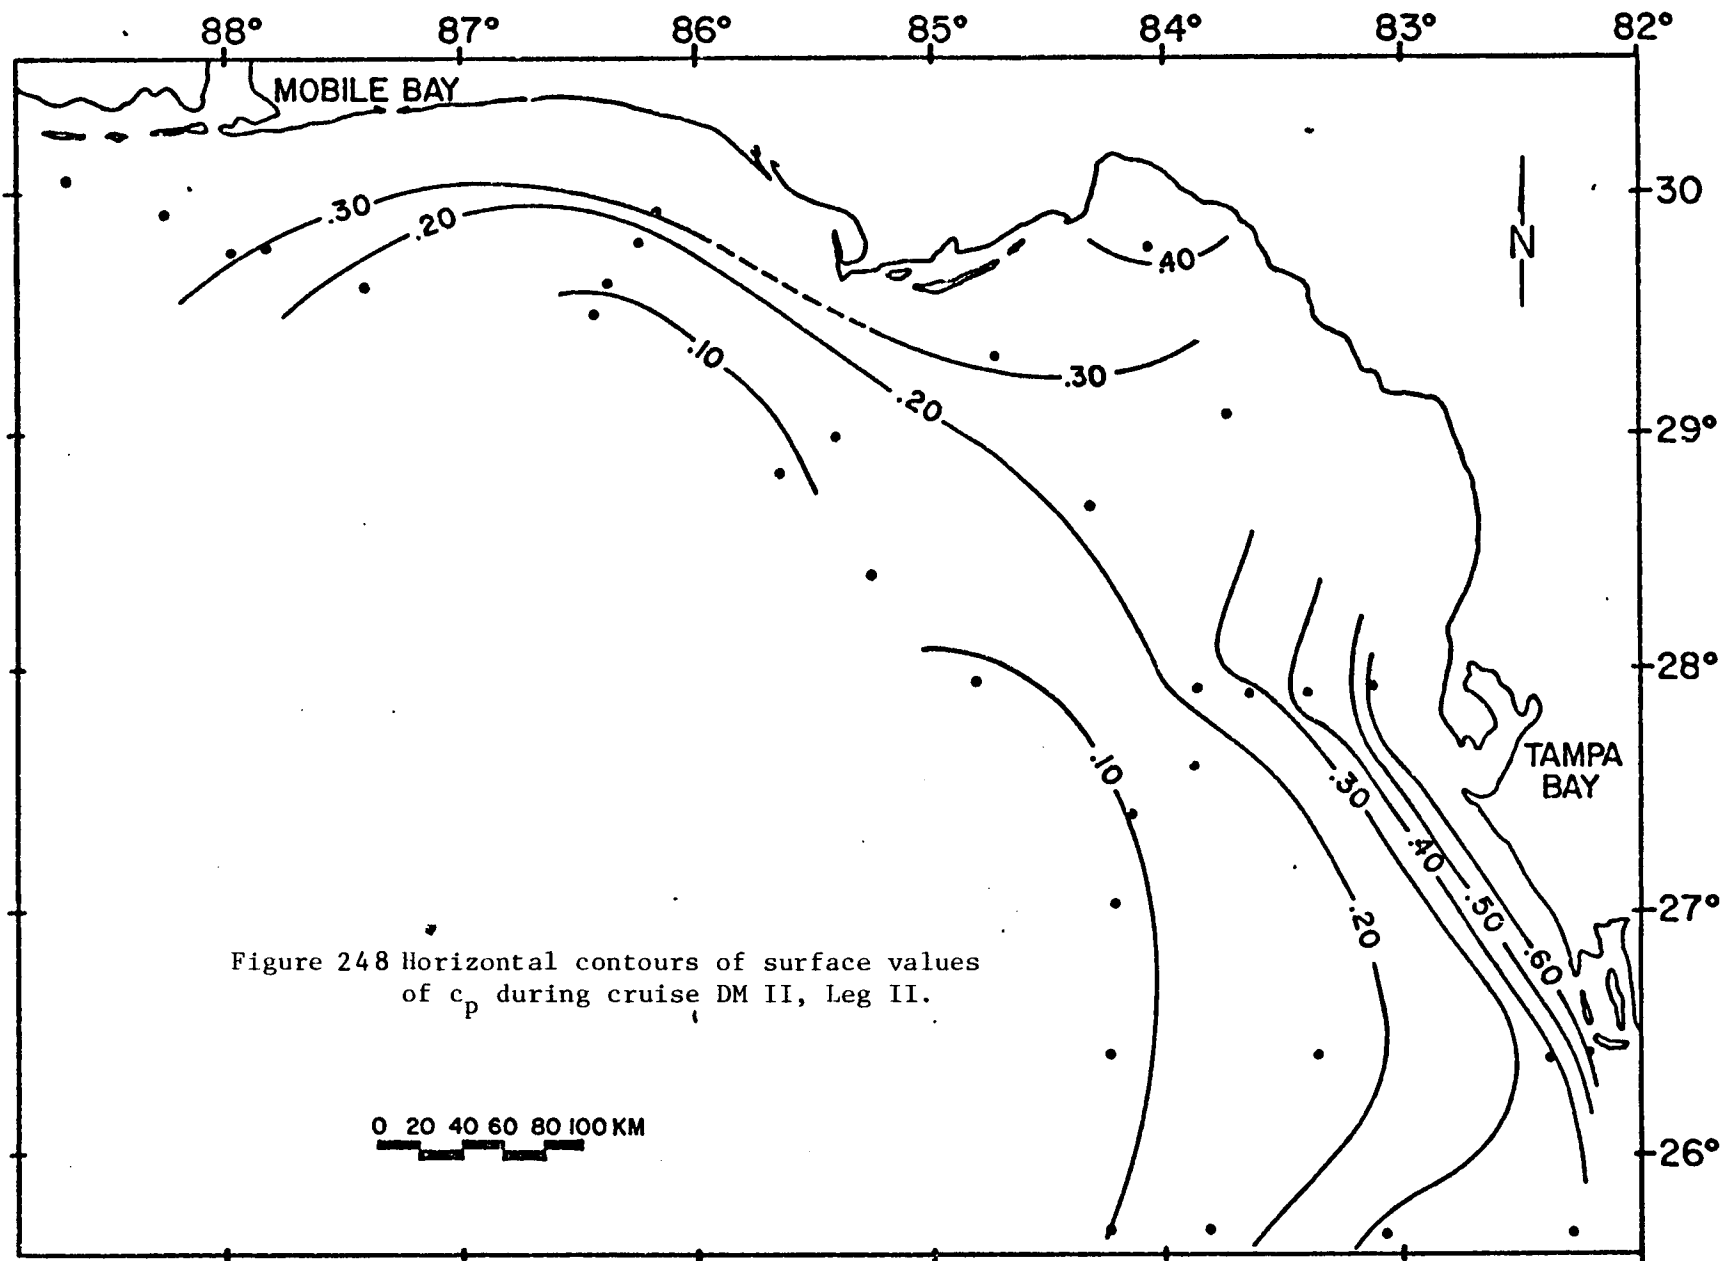 88° 87° 86° 85° 84° 83° 82°
MOBILE BAY
30
N
.30
.20
.40
.10
.30
.20
29°
28°
TAMPA
BAY
.10
.30
.40
.50
.60
.20
27°
Figure 248 Horizontal contours of surface values
of cp during cruise DM II, Leg II.
0 20 40 60 80 100 KM
26°